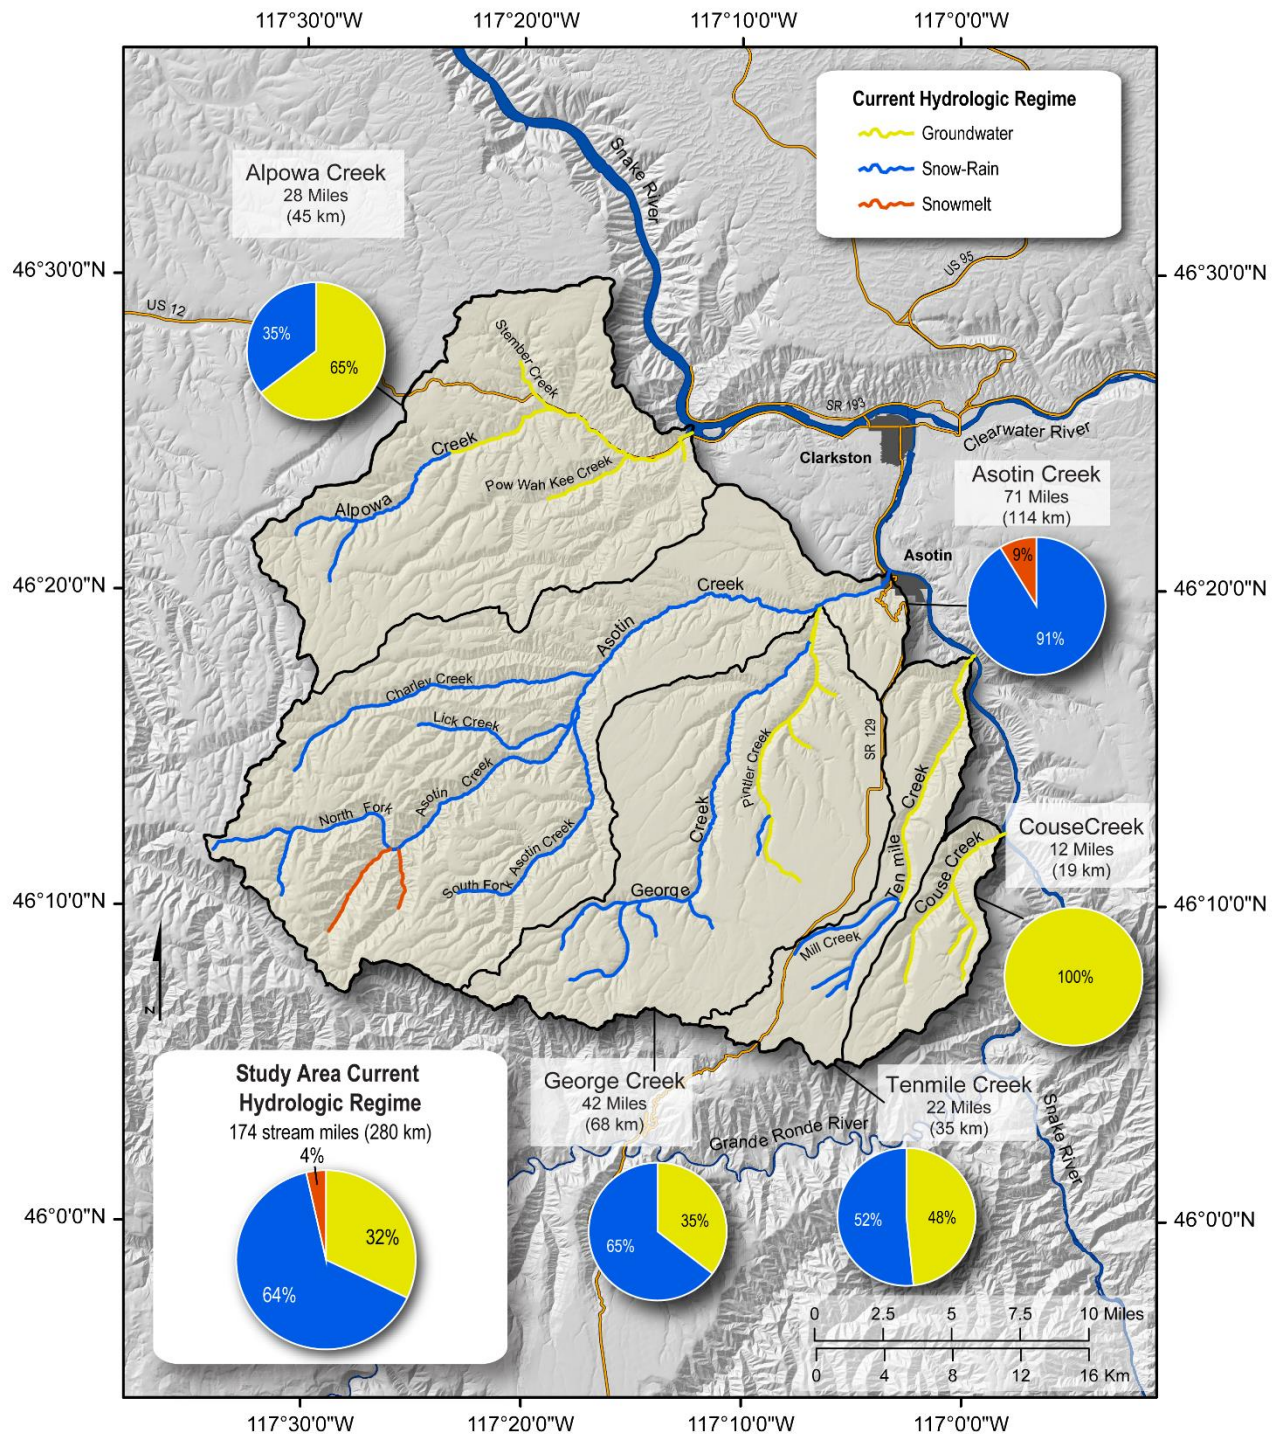 117°30'0"W
117°20'0"W
117°10'0"W
117°0'0"W
Current Hydrologic Regime
Groundwater
Snow-Rain
Snowmelt
Alpowa Creek
28 Miles
(45 km)
Snake River
46°30'0"N
46°30'0"N
US 95
US 12
35%
65%
Stember Creek
SR 193
Clearwater River
Clarkston
Creek
Pow Wah Kee Creek
Alpowa
Asotin Creek
71 Miles
(114 km)
9%
91%
Asotin
46°20'0"N
46°20'0"N
Creek
Asotin
Charley Creek
Lick Creek
SR 129
Pintler Creek
Creek
Asotin
Creek
North Fork
Creek
Ten mile
Couse Creek
CouseCreek
12 Miles
(19 km)
100%
South Fork
Asotin Creek
George
46°10'0"N
46°10'0"N
Mill Creek
N
Study Area Current
Hydrologic Regime
174 stream miles (280 km)
4%
32%
64%
George Creek
42 Miles
(68 km)
35%
65%
Tenmile Creek
22 Miles
(35 km)
52%
48%
Grande Ronde River
Snake River
46°0'0"N
46°0'0"N
0 2.5 5 7.5 10 Miles
0 4 8 12 16 Km
117°30'0"W
117°20'0"W
117°10'0"W
117°0'0"W